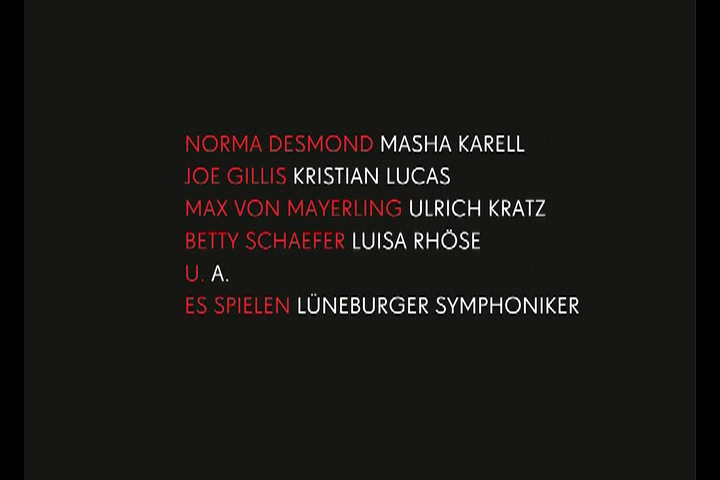 NORMA DESMOND MASHA KARELL
JOE GILLIS KRISTIAN LUCAS
MAX VON MAYERLING ULRICH KRATZ
BETTY SCHAEFER LUISA RHÖSE
U. A.
ES SPIELEN LÜNEBURGER SYMPHONIKER